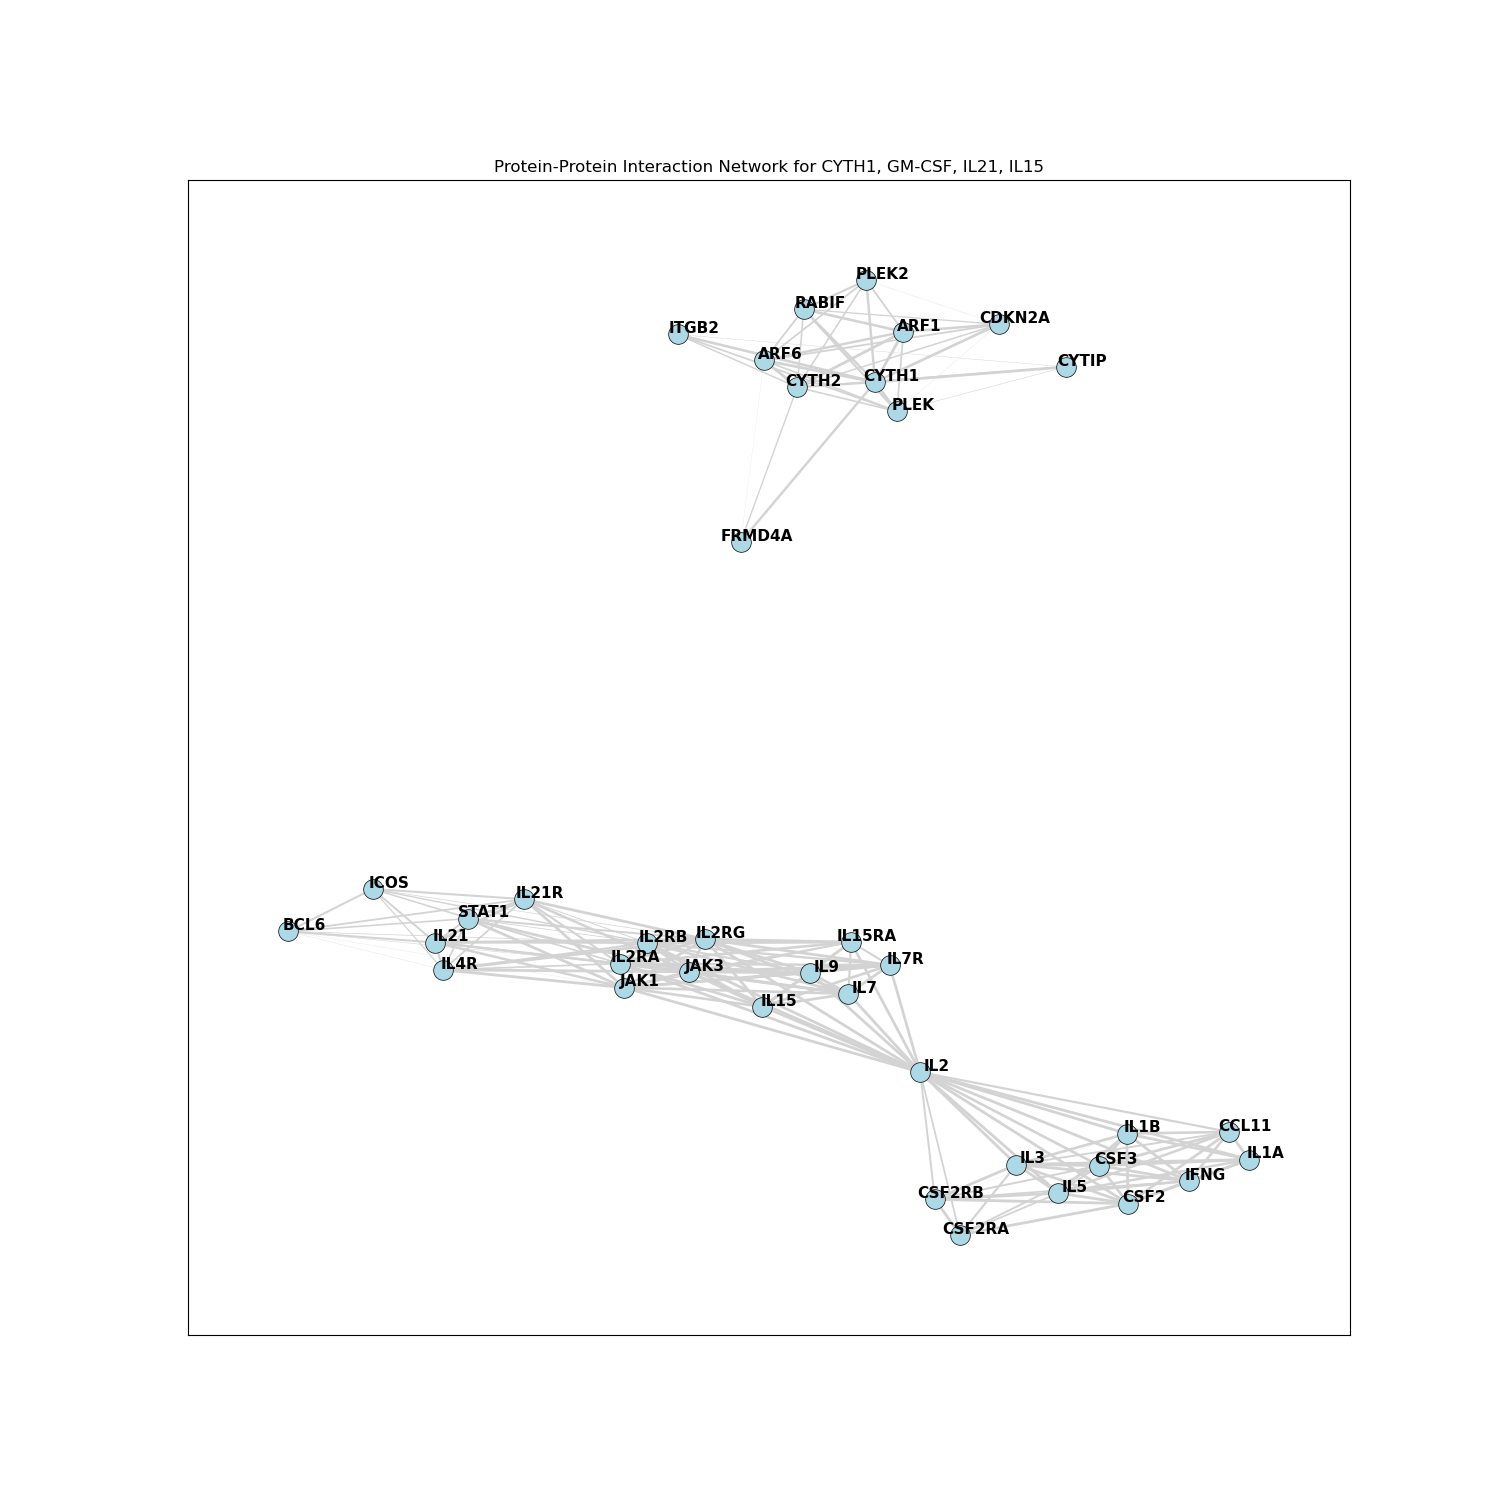 Protein-Protein Interaction Network for CYTH1, GM-CSF, IL21, IL15
PLEK2
RABIF
CDKN2A
ITGB2
ARF1
ARF6
CYTIP
CYTH2
CYTH1
PLEK
FRMD4A
ICOS
IL21R
STAT1
BCL6
IL21
IL2RB
IL2RG
IL15RA
IL4R
IL2RA
JAK3
IL9
IL7R
JAK1
IL7
IL15
IL2
IL1B
CCL11
IL3
CSF3
IL1A
IFNG
CSF2RB
IL5
CSF2
CSF2RA